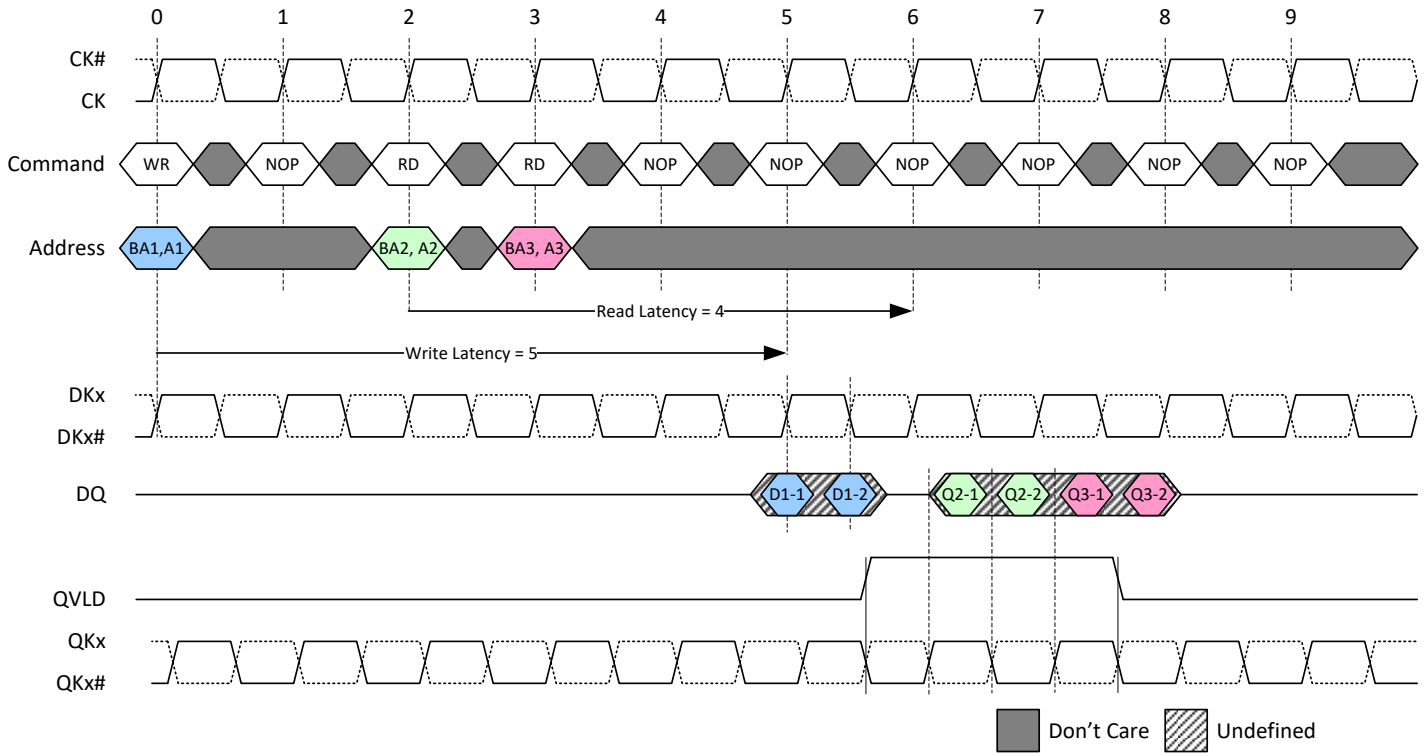 0 1 2 3 4 5 6 7 8 9
CK#
CK
Command WR NOP RD RD NOP NOP NOP NOP NOP NOP
Address BA1,A1 BA2, A2 BA3, A3
Read Latency = 4
Write Latency = 5
DKx
DKx#
DQ D1-1 D1-2 Q2-1 Q2-2 Q3-1 Q3-2
QVLD
QKx
QKx#
Don't Care Undefined